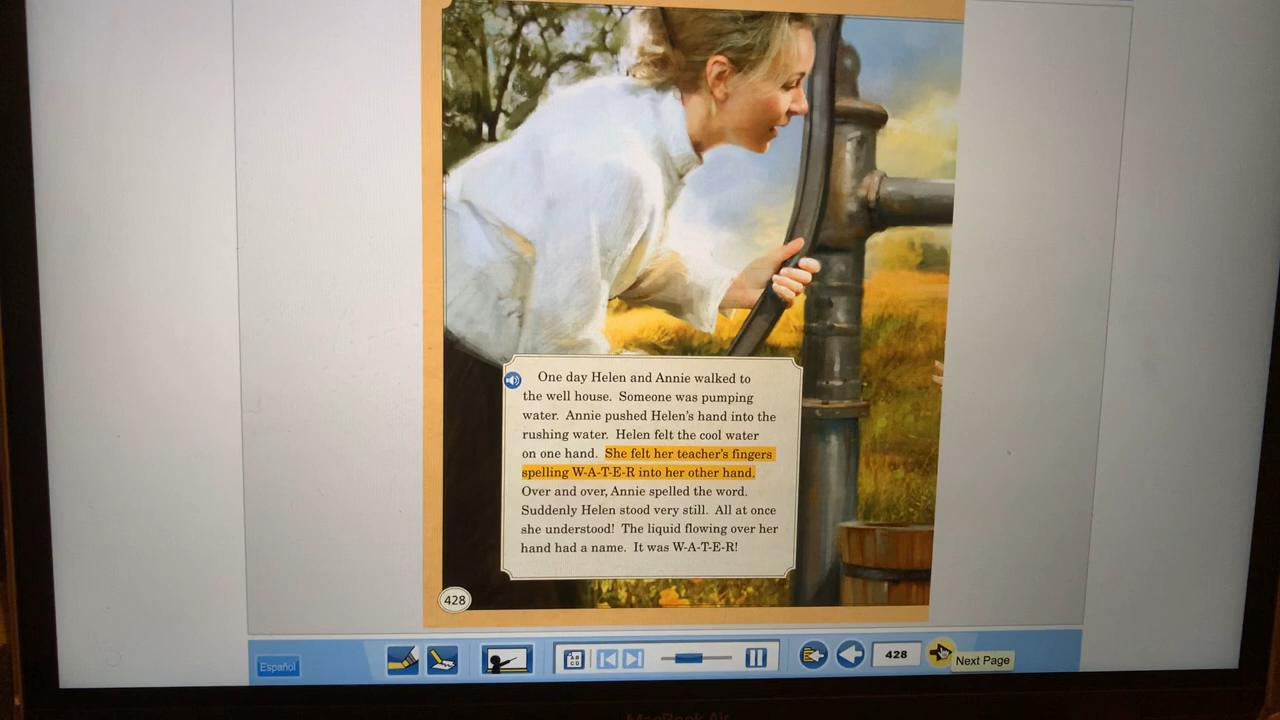 One day Helen and Annie walked to
the well house. Someone was pumping
water. Annie pushed Helen's hand into the
rushing water. Helen felt the cool water
on one hand. She felt her teacher's fingers
spelling W-A-T-E-R into her other hand.
Over and over, Annie spelled the word.
Suddenly Helen stood very still. All at once
she understood! The liquid flowing over her
hand had a name. It was W-A-T-E-R!
428
Español
428
Next Page
MacBook Air